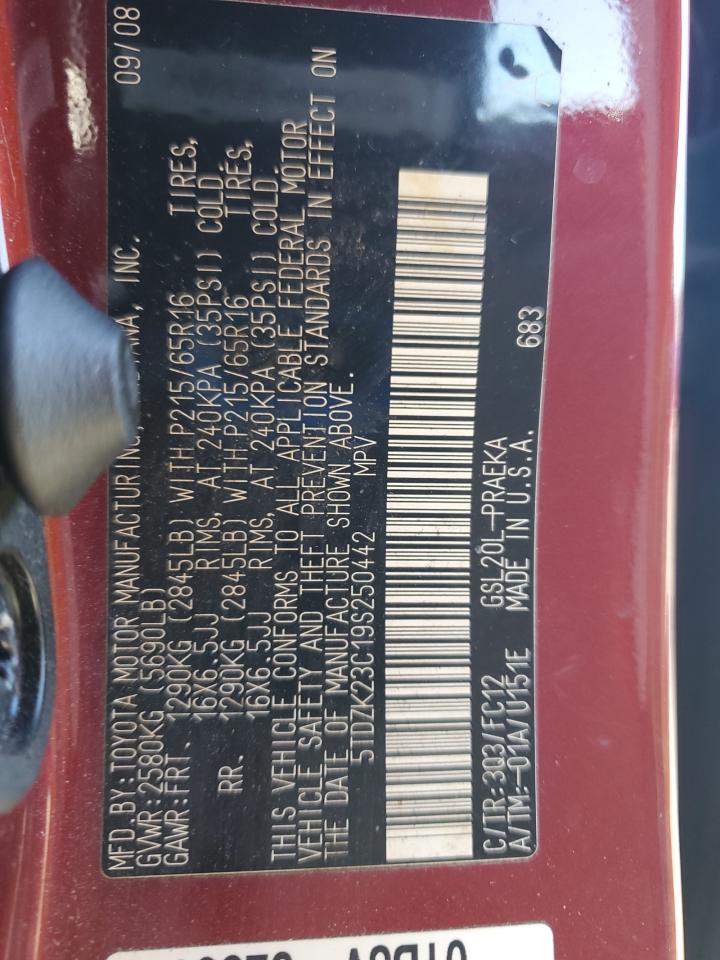 MFD.BY:TOYOTA MOTOR MANUFACTURING, INC. 09/08
GVWR:2580KG (5690LB)
GAWR:FRT. 1290KG (2845LB) WITH P215/65R16 TIRES,
16X6.5JJ RIMS, AT 240KPA (35PSI) COLD
RR. 1290KG (2845LB) WITH P215/65R16 TIRES,
16X6.5JJ RIMS, AT 240KPA (35PSI) COLD
THIS VEHICLE CONFORMS TO ALL APPLICABLE FEDERAL MOTOR
VEHICLE SAFETY AND THEFT PREVENTION STANDARDS IN EFFECT ON
THE DATE OF MANUFACTURE SHOWN ABOVE.
5TDZK23C19S250442 MPV
C/TR:3Q3/FC12 GSL20L-PRAEKA
A/TM:-01A/U151E MADE IN U.S.A. 683